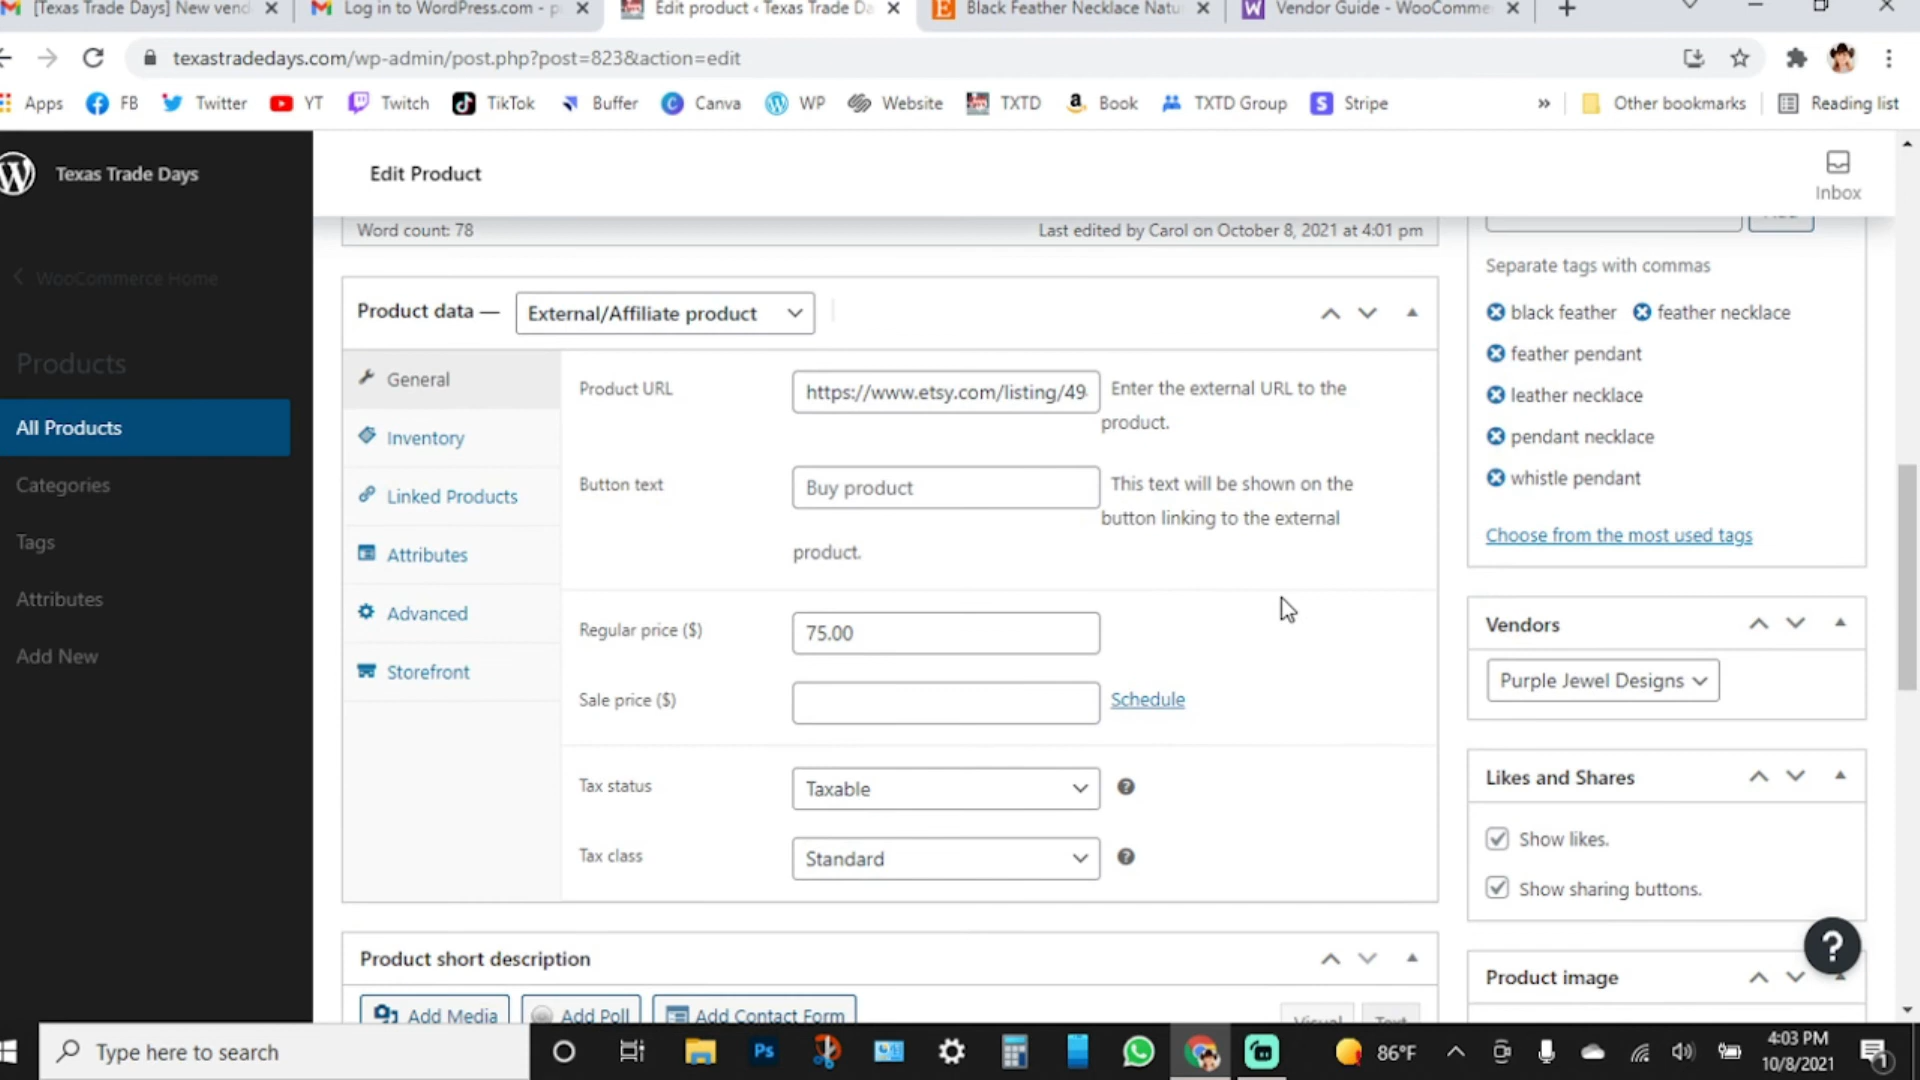 [Texas Trade Days] New vend
Log in to WordPress.com - p
Edit product ‹ Texas Trade Da
Black Feather Necklace Natu
Vendor Guide - WooComme
texastradedays.com/wp-admin/post.php?post=823&action=edit
Apps FB Twitter YT Twitch TikTok Buffer Canva WP Website TXTD Book TXTD Group Stripe » Other bookmarks Reading list
Texas Trade Days
Edit Product
Inbox
WooCommerce Home
Products
All Products
Categories
Tags
Attributes
Add New
Word count: 78
Last edited by Carol on October 8, 2021 at 4:01 pm
Product data —
External/Affiliate product
General
Inventory
Linked Products
Attributes
Advanced
Storefront
Product URL
https://www.etsy.com/listing/49
Enter the external URL to the
product.
Button text
Buy product
This text will be shown on the
button linking to the external
product.
Regular price ($)
75.00
Sale price ($)
Schedule
Tax status
Taxable
Tax class
Standard
Product short description
Add Media
Add Poll
Add Contact Form
Visual
Text
Separate tags with commas
black feather
feather necklace
feather pendant
leather necklace
pendant necklace
whistle pendant
Choose from the most used tags
Vendors
Purple Jewel Designs
Likes and Shares
Show likes.
Show sharing buttons.
Product image
Type here to search
Ps
86°F
4:03 PM
10/8/2021
1